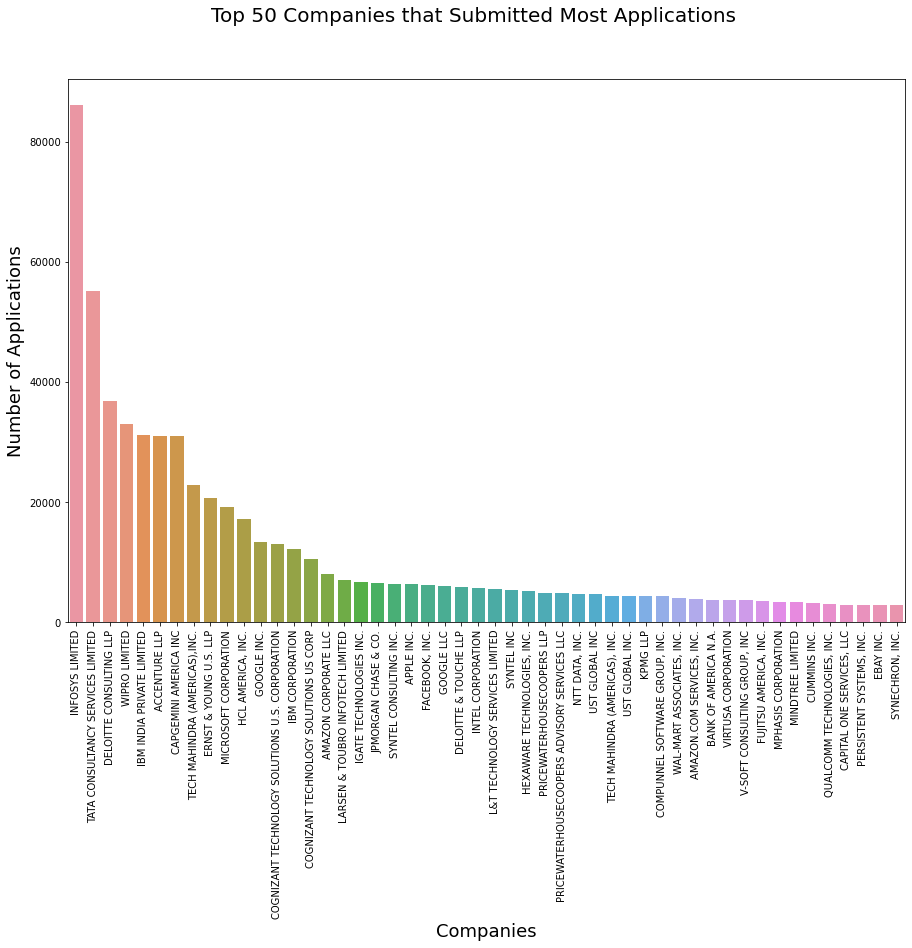 Top 50 Companies that Submitted Most Applications
Number of Applications
80000
60000
40000
20000
0
INFOSYS LIMITED
TATA CONSULTANCY SERVICES LIMITED
DELOITTE CONSULTING LLP
WIPRO LIMITED
IBM INDIA PRIVATE LIMITED
ACCENTURE LLP
CAPGEMINI AMERICA INC
TECH MAHINDRA (AMERICAS),INC.
ERNST & YOUNG U.S. LLP
MICROSOFT CORPORATION
HCL AMERICA, INC.
GOOGLE INC.
COGNIZANT TECHNOLOGY SOLUTIONS U.S. CORPORATION
IBM CORPORATION
COGNIZANT TECHNOLOGY SOLUTIONS US CORP
AMAZON CORPORATE LLC
LARSEN & TOUBRO INFOTECH LIMITED
IGATE TECHNOLOGIES INC.
JPMORGAN CHASE & CO.
SYNTEL CONSULTING INC.
APPLE INC.
FACEBOOK, INC.
GOOGLE LLC
DELOITTE & TOUCHE LLP
INTEL CORPORATION
L&T TECHNOLOGY SERVICES LIMITED
SYNTEL INC
HEXAWARE TECHNOLOGIES, INC.
PRICEWATERHOUSECOOPERS LLP
PRICEWATERHOUSECOOPERS ADVISORY SERVICES LLC
NTT DATA, INC.
UST GLOBAL INC
TECH MAHINDRA (AMERICAS), INC.
UST GLOBAL INC.
KPMG LLP
COMPUNNEL SOFTWARE GROUP, INC.
WAL-MART ASSOCIATES, INC.
AMAZON.COM SERVICES, INC.
BANK OF AMERICA N.A.
VIRTUSA CORPORATION
V-SOFT CONSULTING GROUP, INC
FUJITSU AMERICA, INC.
MPHASIS CORPORATION
MINDTREE LIMITED
CUMMINS INC.
QUALCOMM TECHNOLOGIES, INC.
CAPITAL ONE SERVICES, LLC
PERSISTENT SYSTEMS, INC.
EBAY INC.
SYNECHRON, INC.
Companies